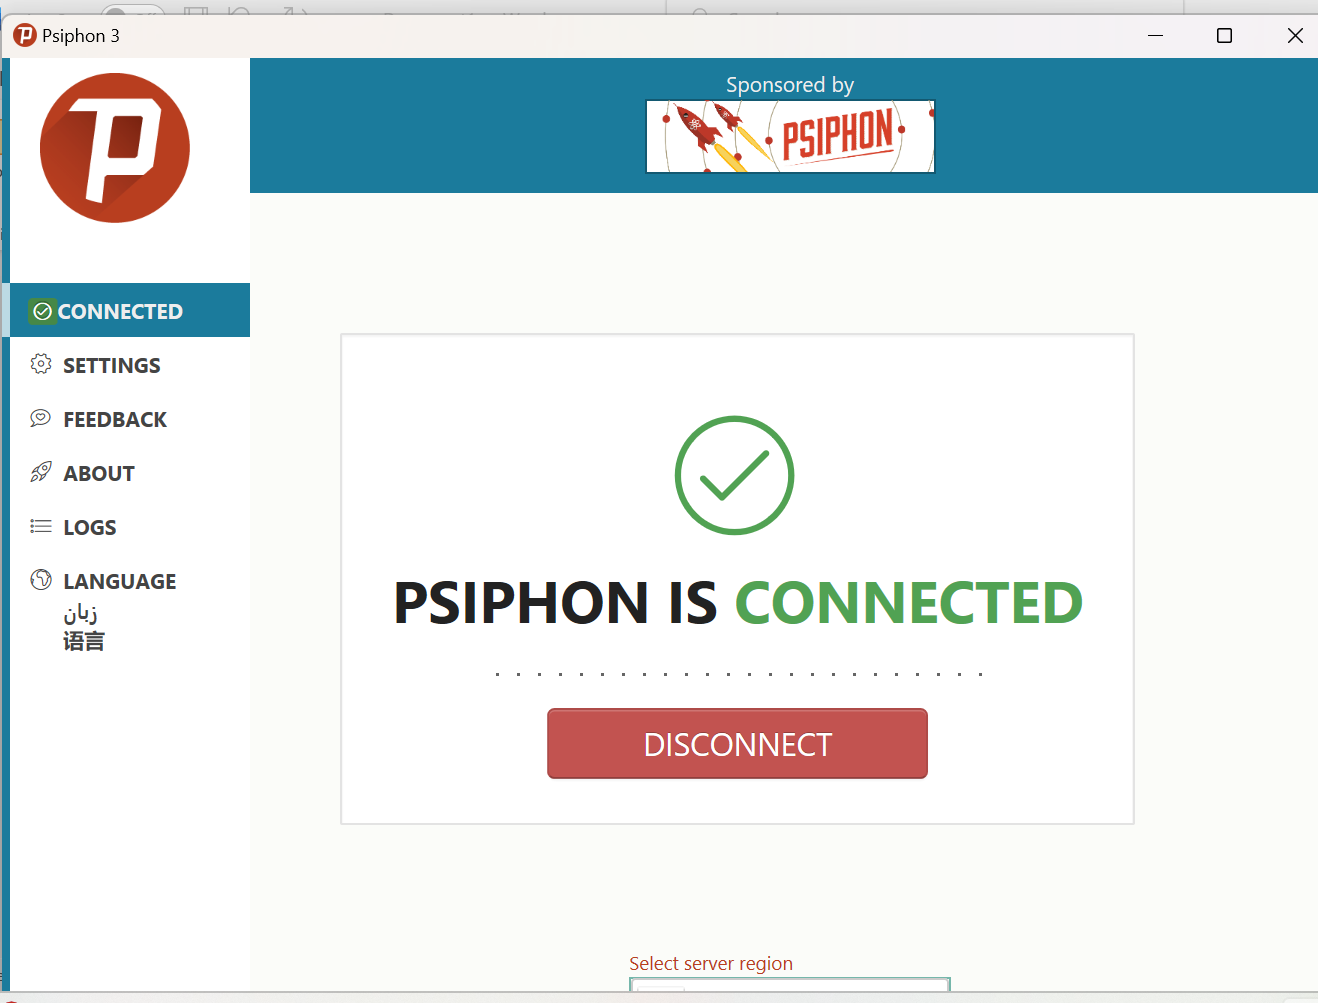 Psiphon 3
Sponsored by
PSIPHON
CONNECTED
SETTINGS
FEEDBACK
ABOUT
LOGS
LANGUAGE
زبان
语言
PSIPHON IS CONNECTED
DISCONNECT
Select server region